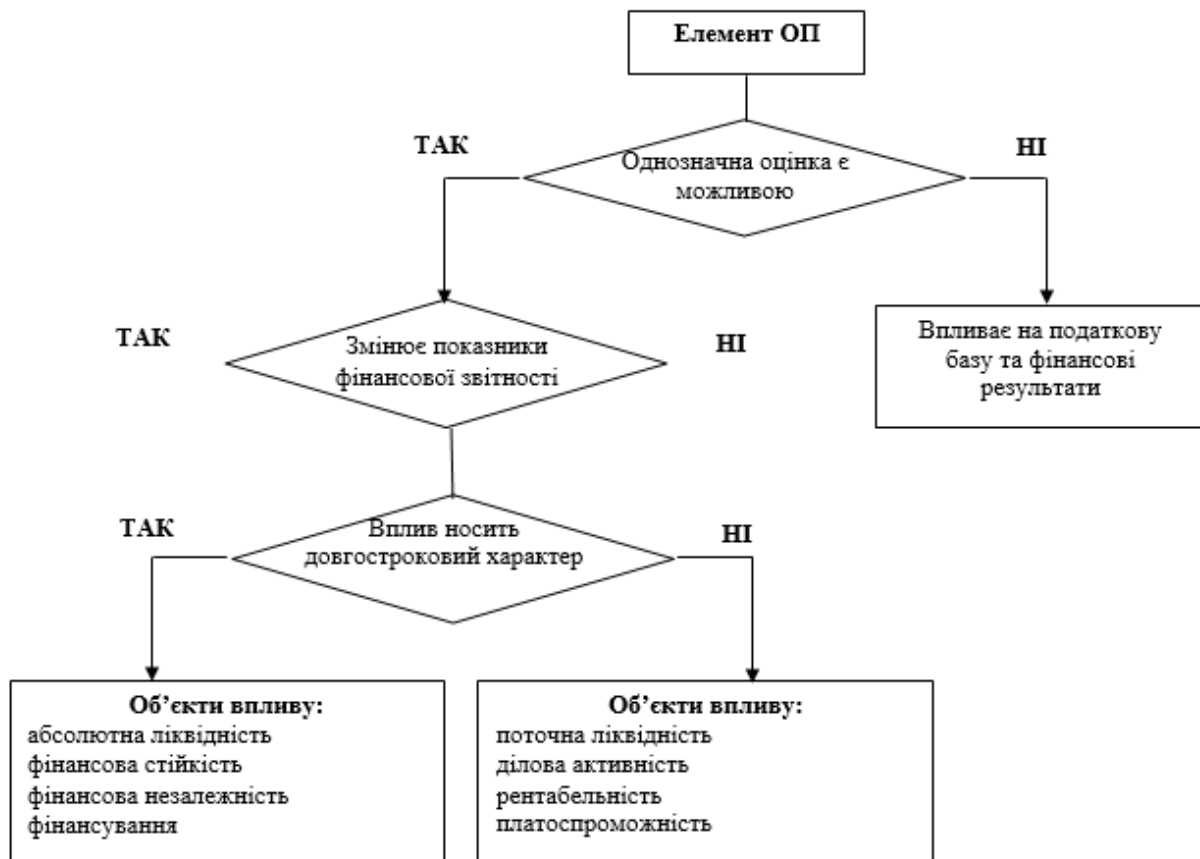 Елемент ОП
ТАК
НІ
Однозначна оцінка є
можливою
ТАК
НІ
Змінює показники
фінансової звітності
Впливає на податкову
базу та фінансові
результати
ТАК
НІ
Вплив носить
довгостроковий характер
Об’єкти впливу:
абсолютна ліквідність
фінансова стійкість
фінансова незалежність
фінансування
Об’єкти впливу:
поточна ліквідність
ділова активність
рентабельність
платоспроможність